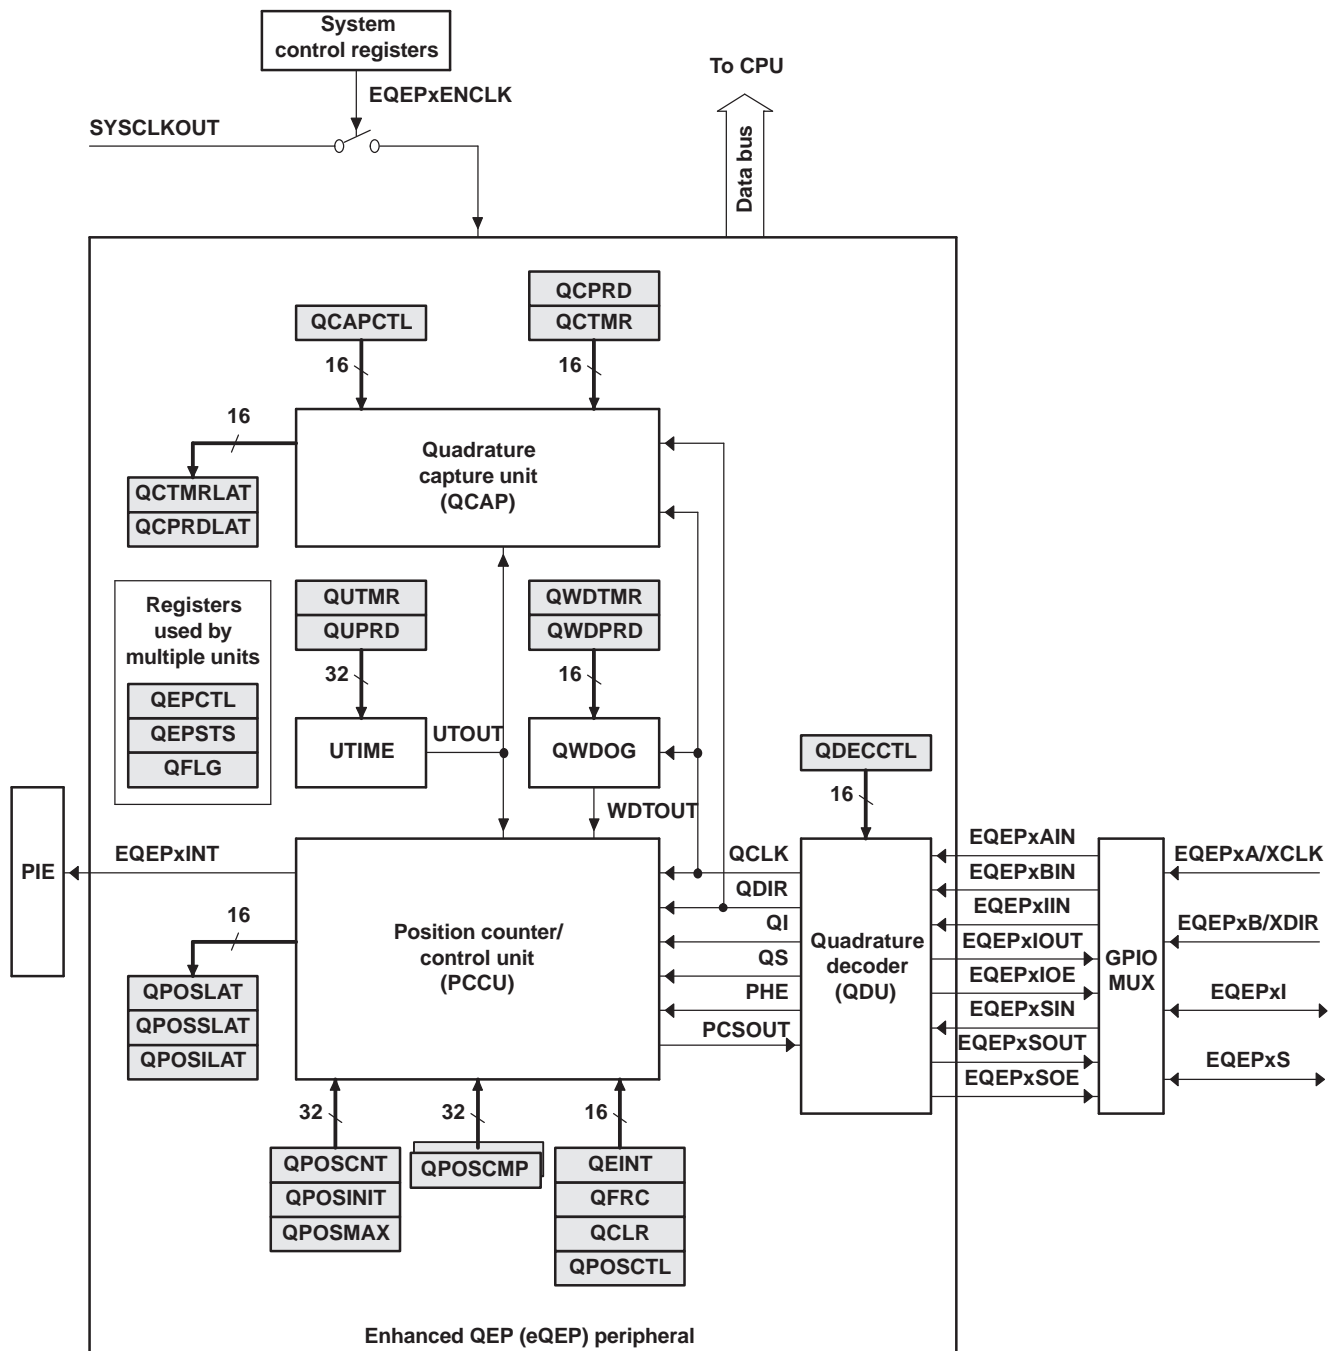 System
control registers
To CPU
EQEPxENCLK
SYSCLKOUT
Data bus
QCPRD
QCAPCTL
QCTMR
16
16
16
Quadrature
capture unit
(QCAP)
QCTMRLAT
QCPRDLAT
Registers
used by
multiple units
QEPCTL
QEPSTS
QFLG
QUTMR
QUPRD
32
UTIME
UTOUT
QWDTMR
QWDPRD
16
QWDOG
WDTOUT
QDECCTL
16
PIE
EQEPxINT
16
QPOSLAT
QPOSSLAT
QPOSILAT
Position counter/
control unit
(PCCU)
QCLK
QDIR
QI
QS
PHE
PCSOUT
Quadrature
decoder
(QDU)
EQEPxAIN
EQEPxBIN
EQEPxIIN
EQEPxIOUT
EQEPxIOE
EQEPxSIN
EQEPxSOUT
EQEPxSOE
GPIO
MUX
EQEPxA/XCLK
EQEPxB/XDIR
EQEPxI
EQEPxS
32
32
16
QPOSCNT
QPOSINIT
QPOSMAX
QPOSCMP
QEINT
QFRC
QCLR
QPOSCTL
Enhanced QEP (eQEP) peripheral